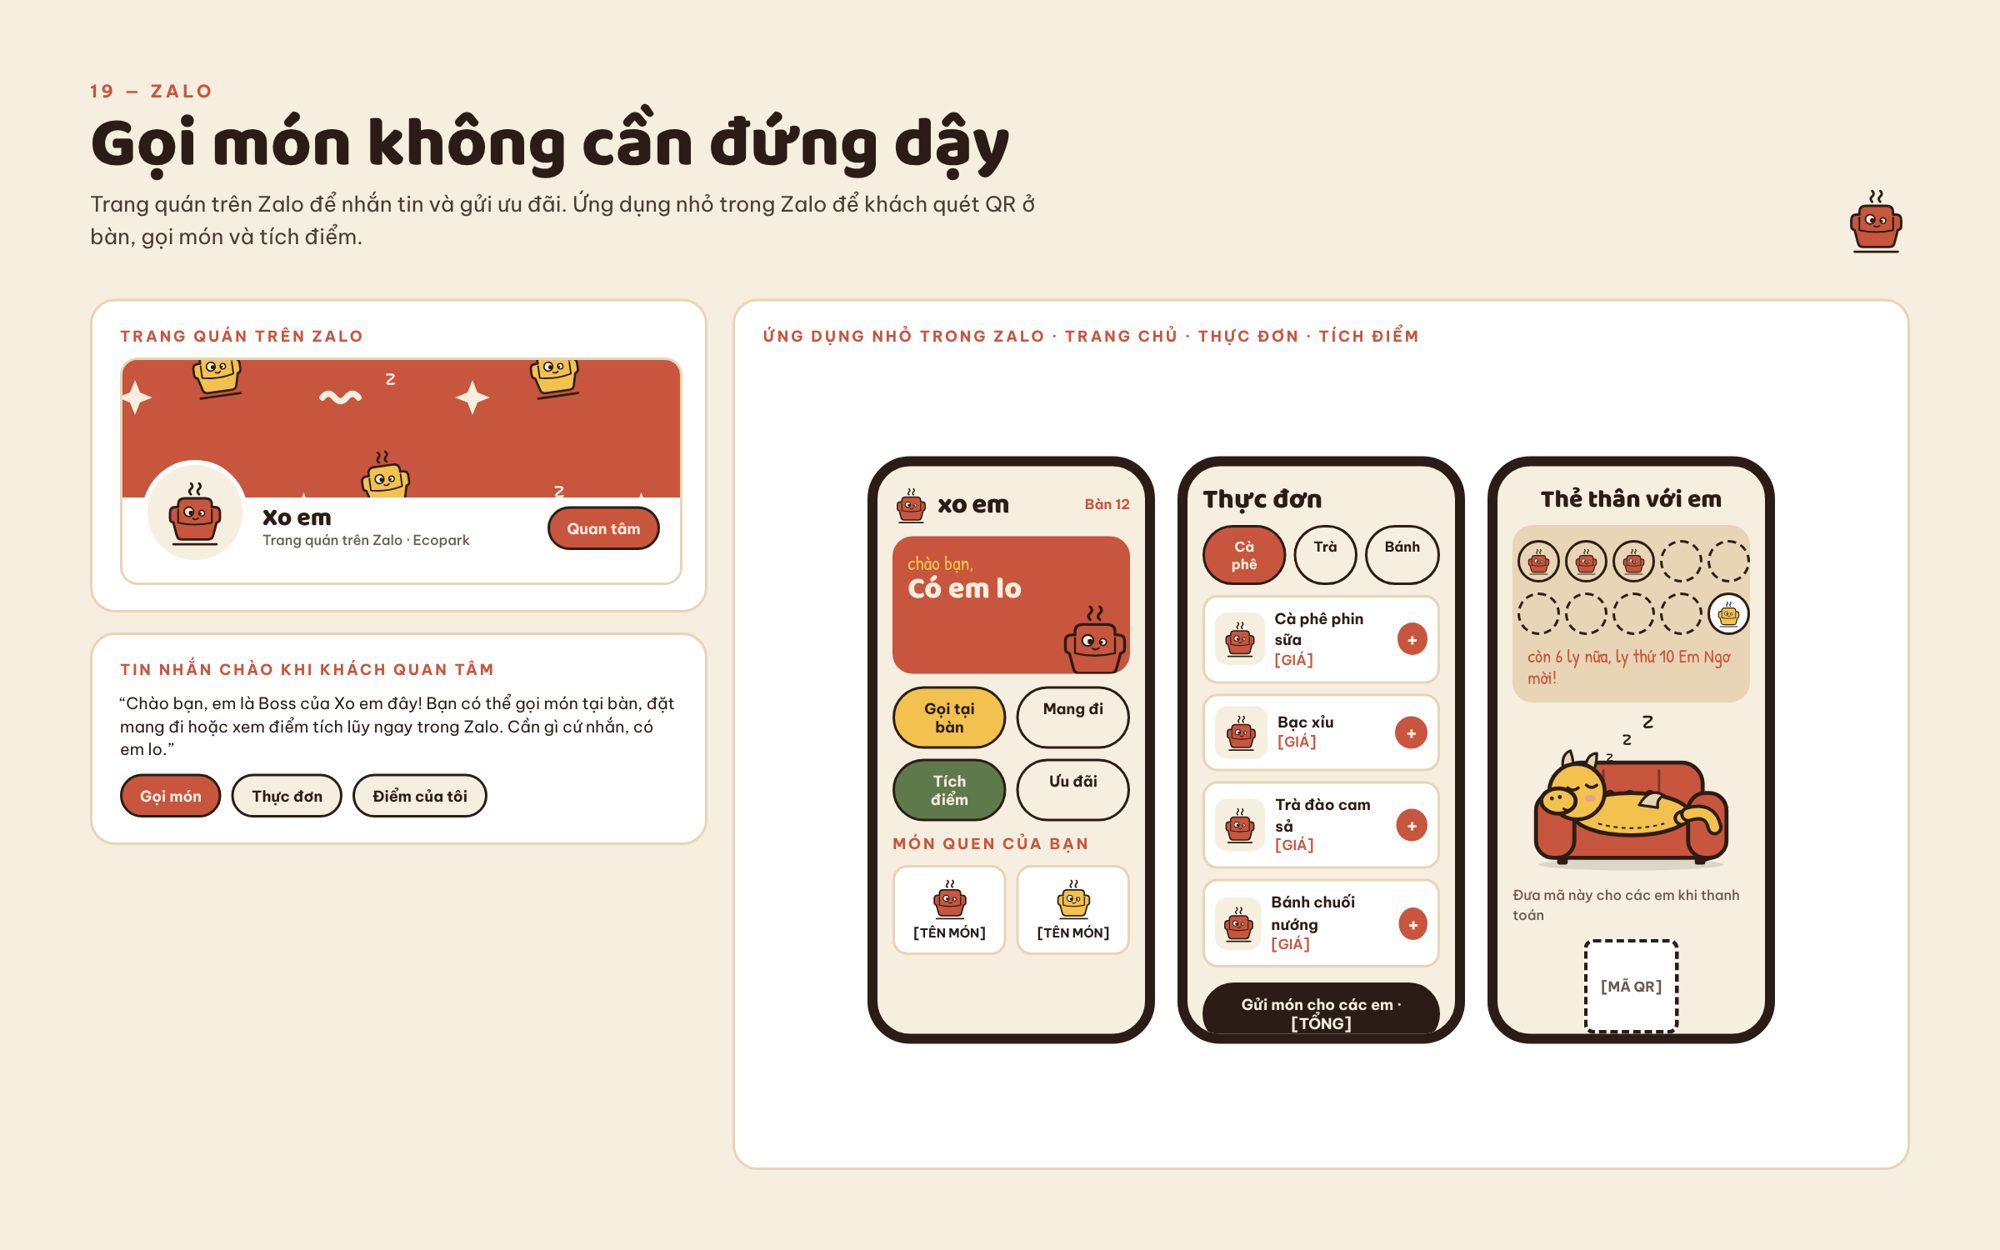 19 – ZALO
Gọi món không cần đứng dậy
Trang quán trên Zalo để nhắn tin và gửi ưu đãi. Ứng dụng nhỏ trong Zalo để khách quét QR ở
bàn, gọi món và tích điểm.
TRANG QUÁN TRÊN ZALO
z
z
Xo em
Trang quán trên Zalo · Ecopark
Quan tâm
TIN NHẮN CHÀO KHI KHÁCH QUAN TÂM
“Chào bạn, em là Boss của Xo em đây! Bạn có thể gọi món tại bàn, đặt
mang đi hoặc xem điểm tích lũy ngay trong Zalo. Cần gì cứ nhắn, có
em lo.”
Gọi món
Thực đơn
Điểm của tôi
ỨNG DỤNG NHỎ TRONG ZALO · TRANG CHỦ · THỰC ĐƠN · TÍCH ĐIỂM
xo em
Bàn 12
chào bạn,
Có em lo
Gọi tại
bàn
Mang đi
Tích
điểm
Ưu đãi
MÓN QUEN CỦA BẠN
[TÊN MÓN]
[TÊN MÓN]
Thực đơn
Cà
phê
Trà
Bánh
Cà phê phin
sữa
[GIÁ]
+
Bạc xỉu
[GIÁ]
+
Trà đào cam
sả
[GIÁ]
+
Bánh chuối
nướng
[GIÁ]
+
Gửi món cho các em ·
[TỔNG]
Thẻ thân với em
còn 6 ly nữa, ly thứ 10 Em Ngơ
mời!
z
z
z
Đưa mã này cho các em khi thanh
toán
[MÃ QR]